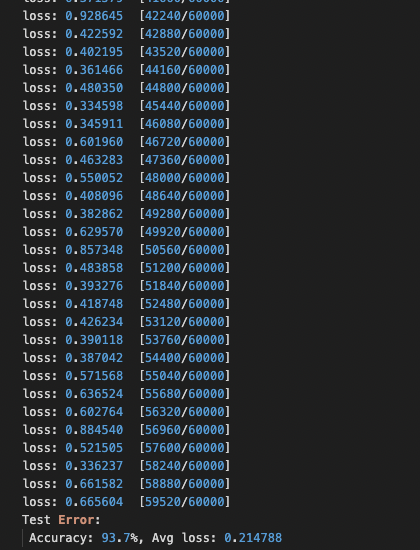 loss: 0.928645 [42240/60000]
loss: 0.422592 [42880/60000]
loss: 0.402195 [43520/60000]
loss: 0.361466 [44160/60000]
loss: 0.480350 [44800/60000]
loss: 0.334598 [45440/60000]
loss: 0.345911 [46080/60000]
loss: 0.601960 [46720/60000]
loss: 0.463283 [47360/60000]
loss: 0.550052 [48000/60000]
loss: 0.408096 [48640/60000]
loss: 0.382862 [49280/60000]
loss: 0.629570 [49920/60000]
loss: 0.857348 [50560/60000]
loss: 0.483858 [51200/60000]
loss: 0.393276 [51840/60000]
loss: 0.418748 [52480/60000]
loss: 0.426234 [53120/60000]
loss: 0.390118 [53760/60000]
loss: 0.387042 [54400/60000]
loss: 0.571568 [55040/60000]
loss: 0.636524 [55680/60000]
loss: 0.602764 [56320/60000]
loss: 0.884540 [56960/60000]
loss: 0.521505 [57600/60000]
loss: 0.336237 [58240/60000]
loss: 0.661582 [58880/60000]
loss: 0.665604 [59520/60000]
Test Error:
Accuracy: 93.7%, Avg loss: 0.214788